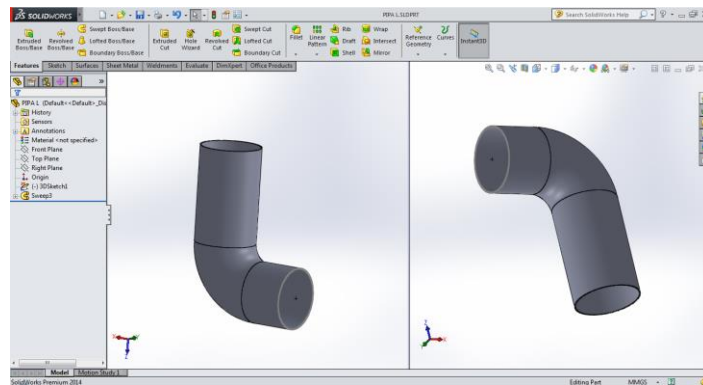 SOLIDWORKS
PIPA L.SLDPRT
Search SolidWorks Help
Extruded Boss/Base
Revolved Boss/Base
Swept Boss/Base
Lofted Boss/Base
Boundary Boss/Base
Extruded Cut
Hole Wizard
Revolved Cut
Swept Cut
Lofted Cut
Boundary Cut
Fillet
Linear Pattern
Rib
Draft
Shell
Wrap
Intersect
Mirror
Reference Geometry
Curves
Instant3D
Features
Sketch
Surfaces
Sheet Metal
Weldments
Evaluate
DimXpert
Office Products
PIPA L (Default<<Default>_Dis
History
Sensors
Annotations
Material <not specified>
Front Plane
Top Plane
Right Plane
Origin
(-) 3DSketch1
Sweep3
Model
Motion Study 1
SolidWorks Premium 2014
Editing Part
MMGS